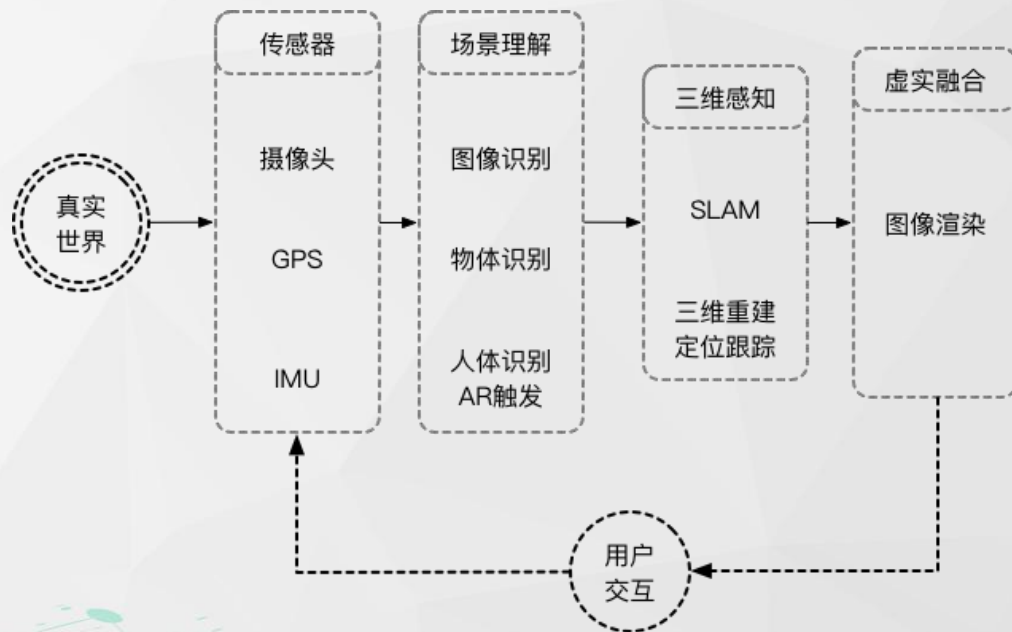 真实
世界
传感器
摄像头
GPS
IMU
场景理解
图像识别
物体识别
人体识别
AR触发
三维感知
SLAM
三维重建
定位跟踪
虚实融合
图像渲染
用户
交互